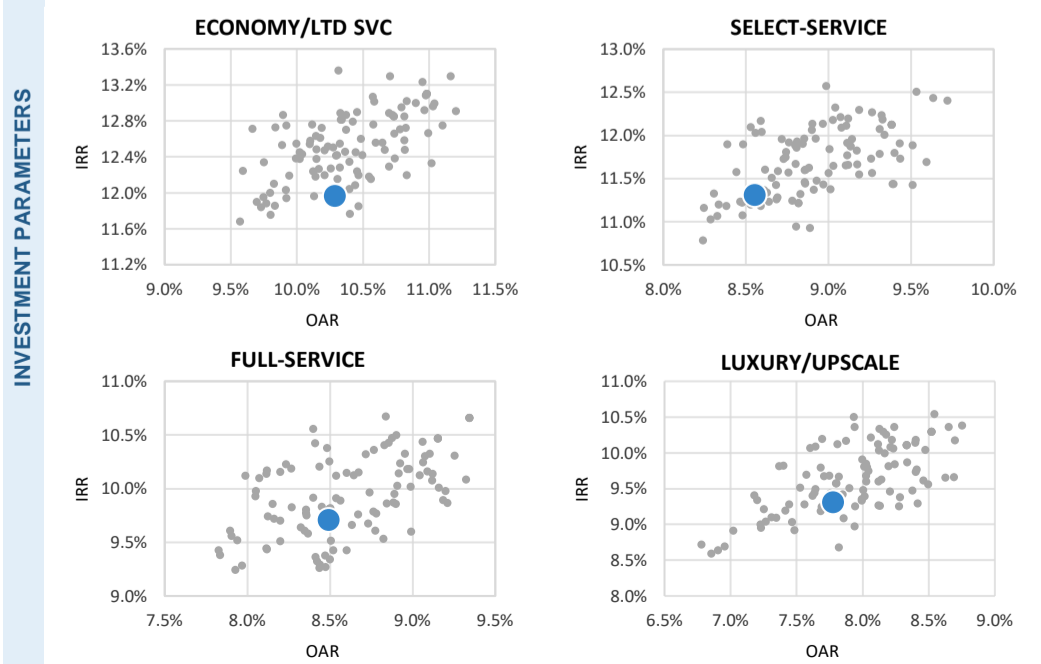 INVESTMENT PARAMETERS
ECONOMY/LTD SVC
13.6%
13.2%
12.8%
12.4%
12.0%
11.6%
11.2%
IRR
9.0% 9.5% 10.0% 10.5% 11.0% 11.5%
OAR
SELECT-SERVICE
13.0%
12.5%
12.0%
11.5%
11.0%
10.5%
IRR
8.0% 8.5% 9.0% 9.5% 10.0%
OAR
FULL-SERVICE
11.0%
10.5%
10.0%
9.5%
9.0%
IRR
7.5% 8.0% 8.5% 9.0% 9.5%
OAR
LUXURY/UPSCALE
11.0%
10.5%
10.0%
9.5%
9.0%
8.5%
8.0%
IRR
6.5% 7.0% 7.5% 8.0% 8.5% 9.0%
OAR